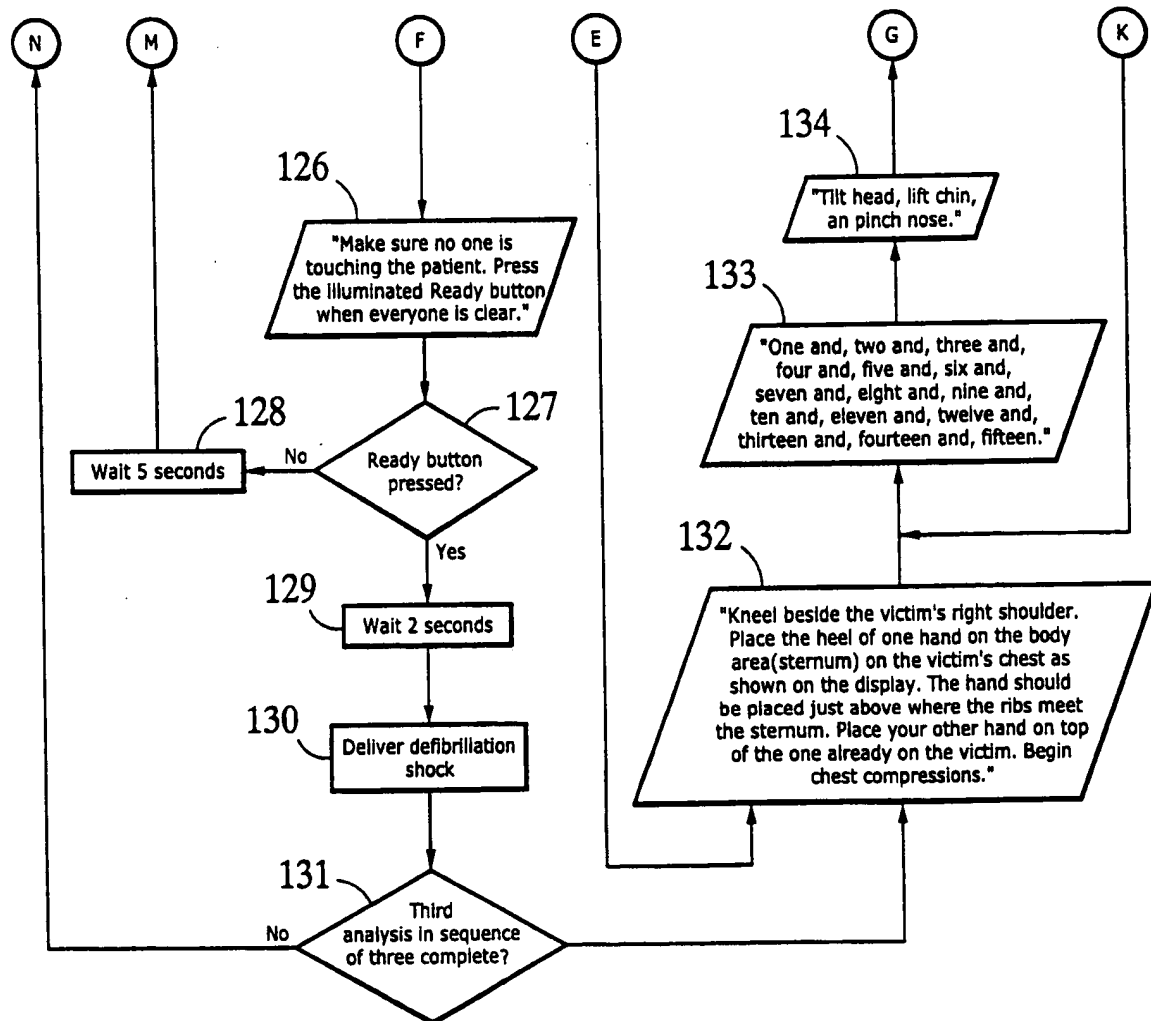 N
M
F
E
G
K
126
"Make sure no one is
touching the patient. Press
the illuminated Ready button
when everyone is clear."
134
"Tilt head, lift chin,
an pinch nose."
133
"One and, two and, three and,
four and, five and, six and,
seven and, eight and, nine and,
ten and, eleven and, twelve and,
thirteen and, fourteen and, fifteen."
128
Wait 5 seconds
No
127
Ready button
pressed?
Yes
129
Wait 2 seconds
130
Deliver defibrillation
shock
132
"Kneel beside the victim's right shoulder.
Place the heel of one hand on the body
area(sternum) on the victim's chest as
shown on the display. The hand should
be placed just above where the ribs meet
the sternum. Place your other hand on top
of the one already on the victim. Begin
chest compressions."
131
No
Third
analysis in sequence
of three complete?